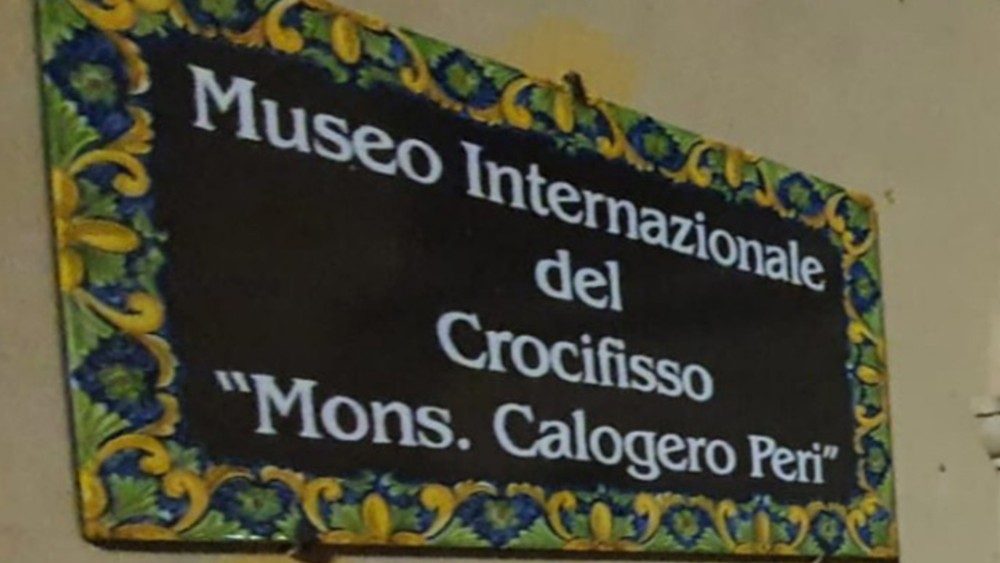 Museo Internazionale
del
Crocifisso
"Mons. Calogero Peri"